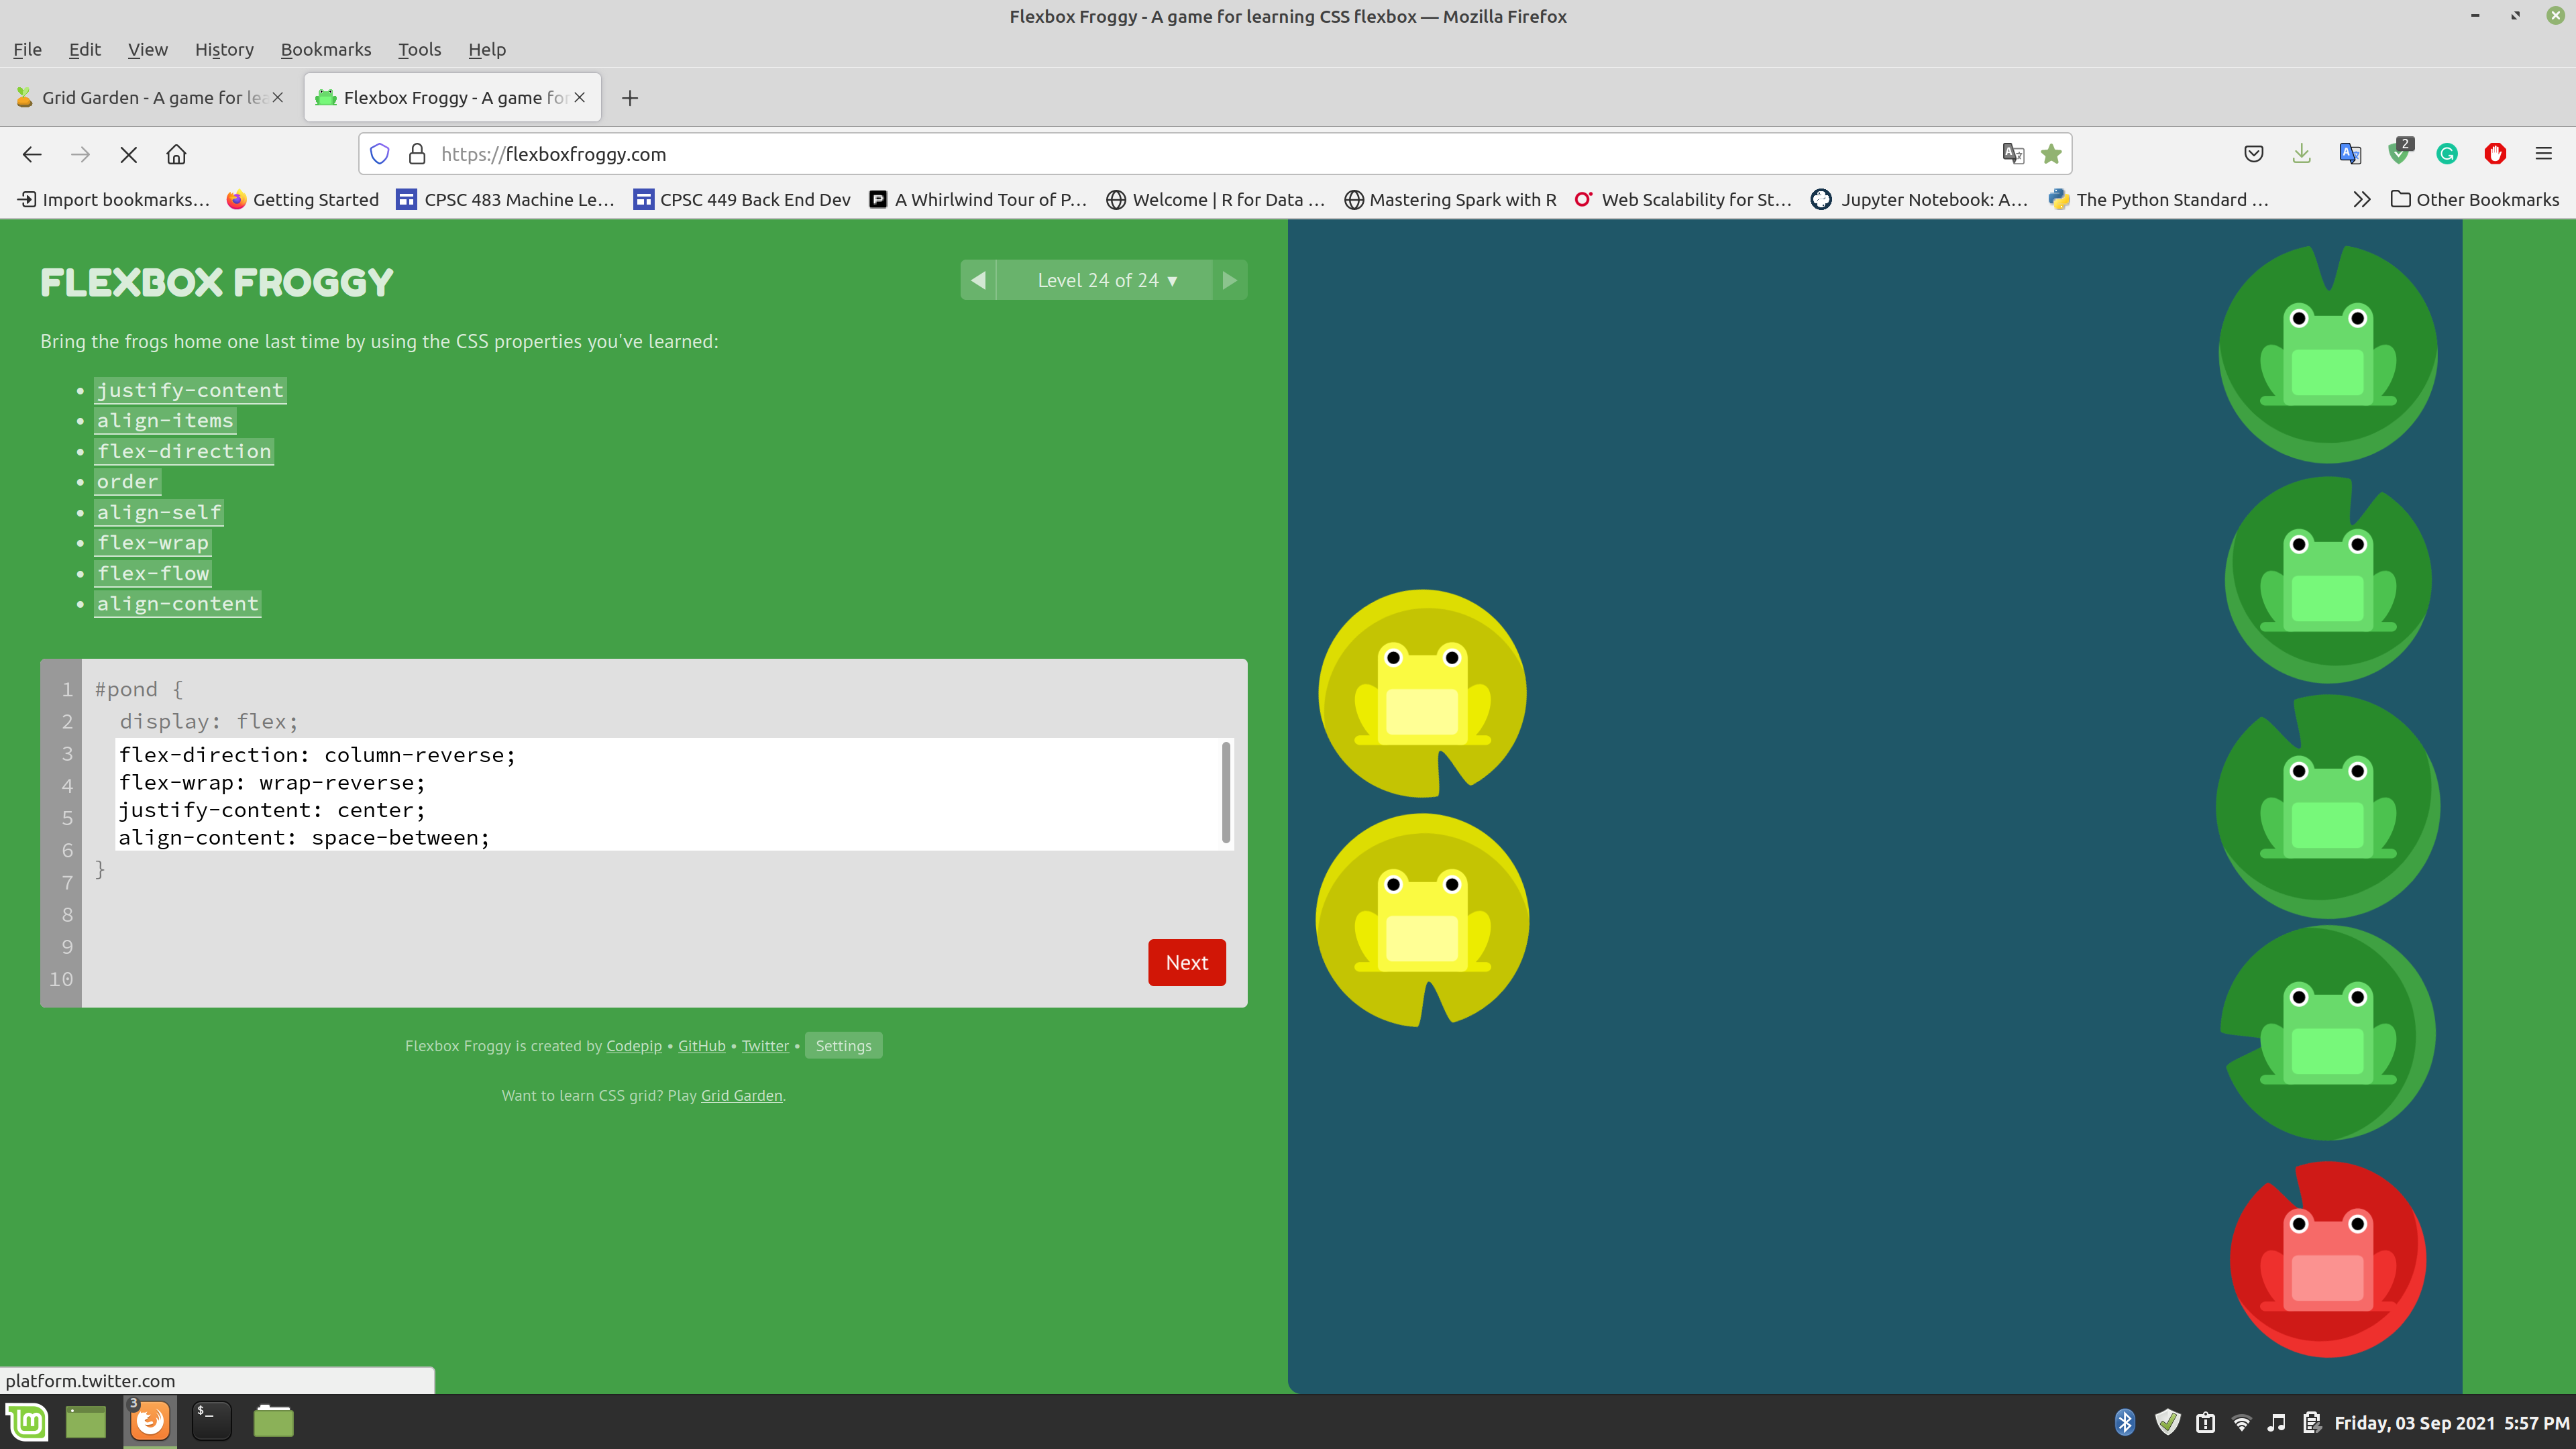 Flexbox Froggy - A game for learning CSS flexbox — Mozilla Firefox
File Edit View History Bookmarks Tools Help
Grid Garden - A game for lea
Flexbox Froggy - A game for
https://flexboxfroggy.com
2
Import bookmarks... Getting Started CPSC 483 Machine Le... CPSC 449 Back End Dev A Whirlwind Tour of P... Welcome | R for Data ... Mastering Spark with R Web Scalability for St... Jupyter Notebook: A... The Python Standard ... Other Bookmarks
FLEXBOX FROGGY
Level 24 of 24 ▼
Bring the frogs home one last time by using the CSS properties you've learned:
• justify-content
• align-items
• flex-direction
• order
• align-self
• flex-wrap
• flex-flow
• align-content
1 #pond {
2 display: flex;
3 flex-direction: column-reverse;
4 flex-wrap: wrap-reverse;
5 justify-content: center;
6 align-content: space-between;
7 }
8
9
10
Next
Flexbox Froggy is created by Codepip • GitHub • Twitter • Settings
Want to learn CSS grid? Play Grid Garden.
platform.twitter.com
3
$_
Friday, 03 Sep 2021 5:57 PM